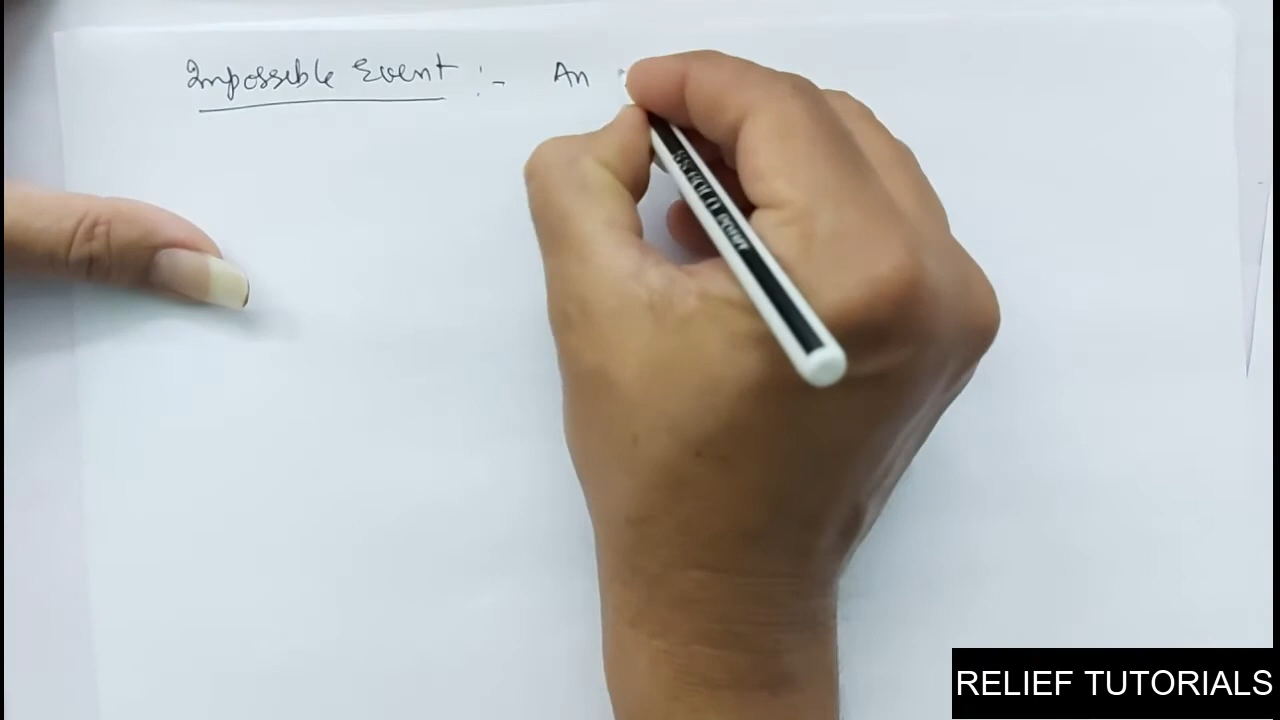 Impossible Event :- An
RELIEF TUTORIALS